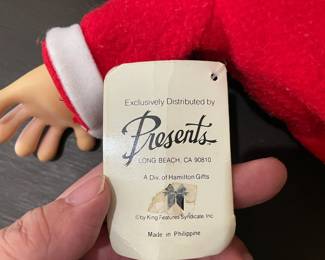 Exclusively Distributed by
Presents
LONG BEACH, CA 90810
A Div. of Hamilton Gifts
© by King Features Syndicate, Inc
Made in Philippine